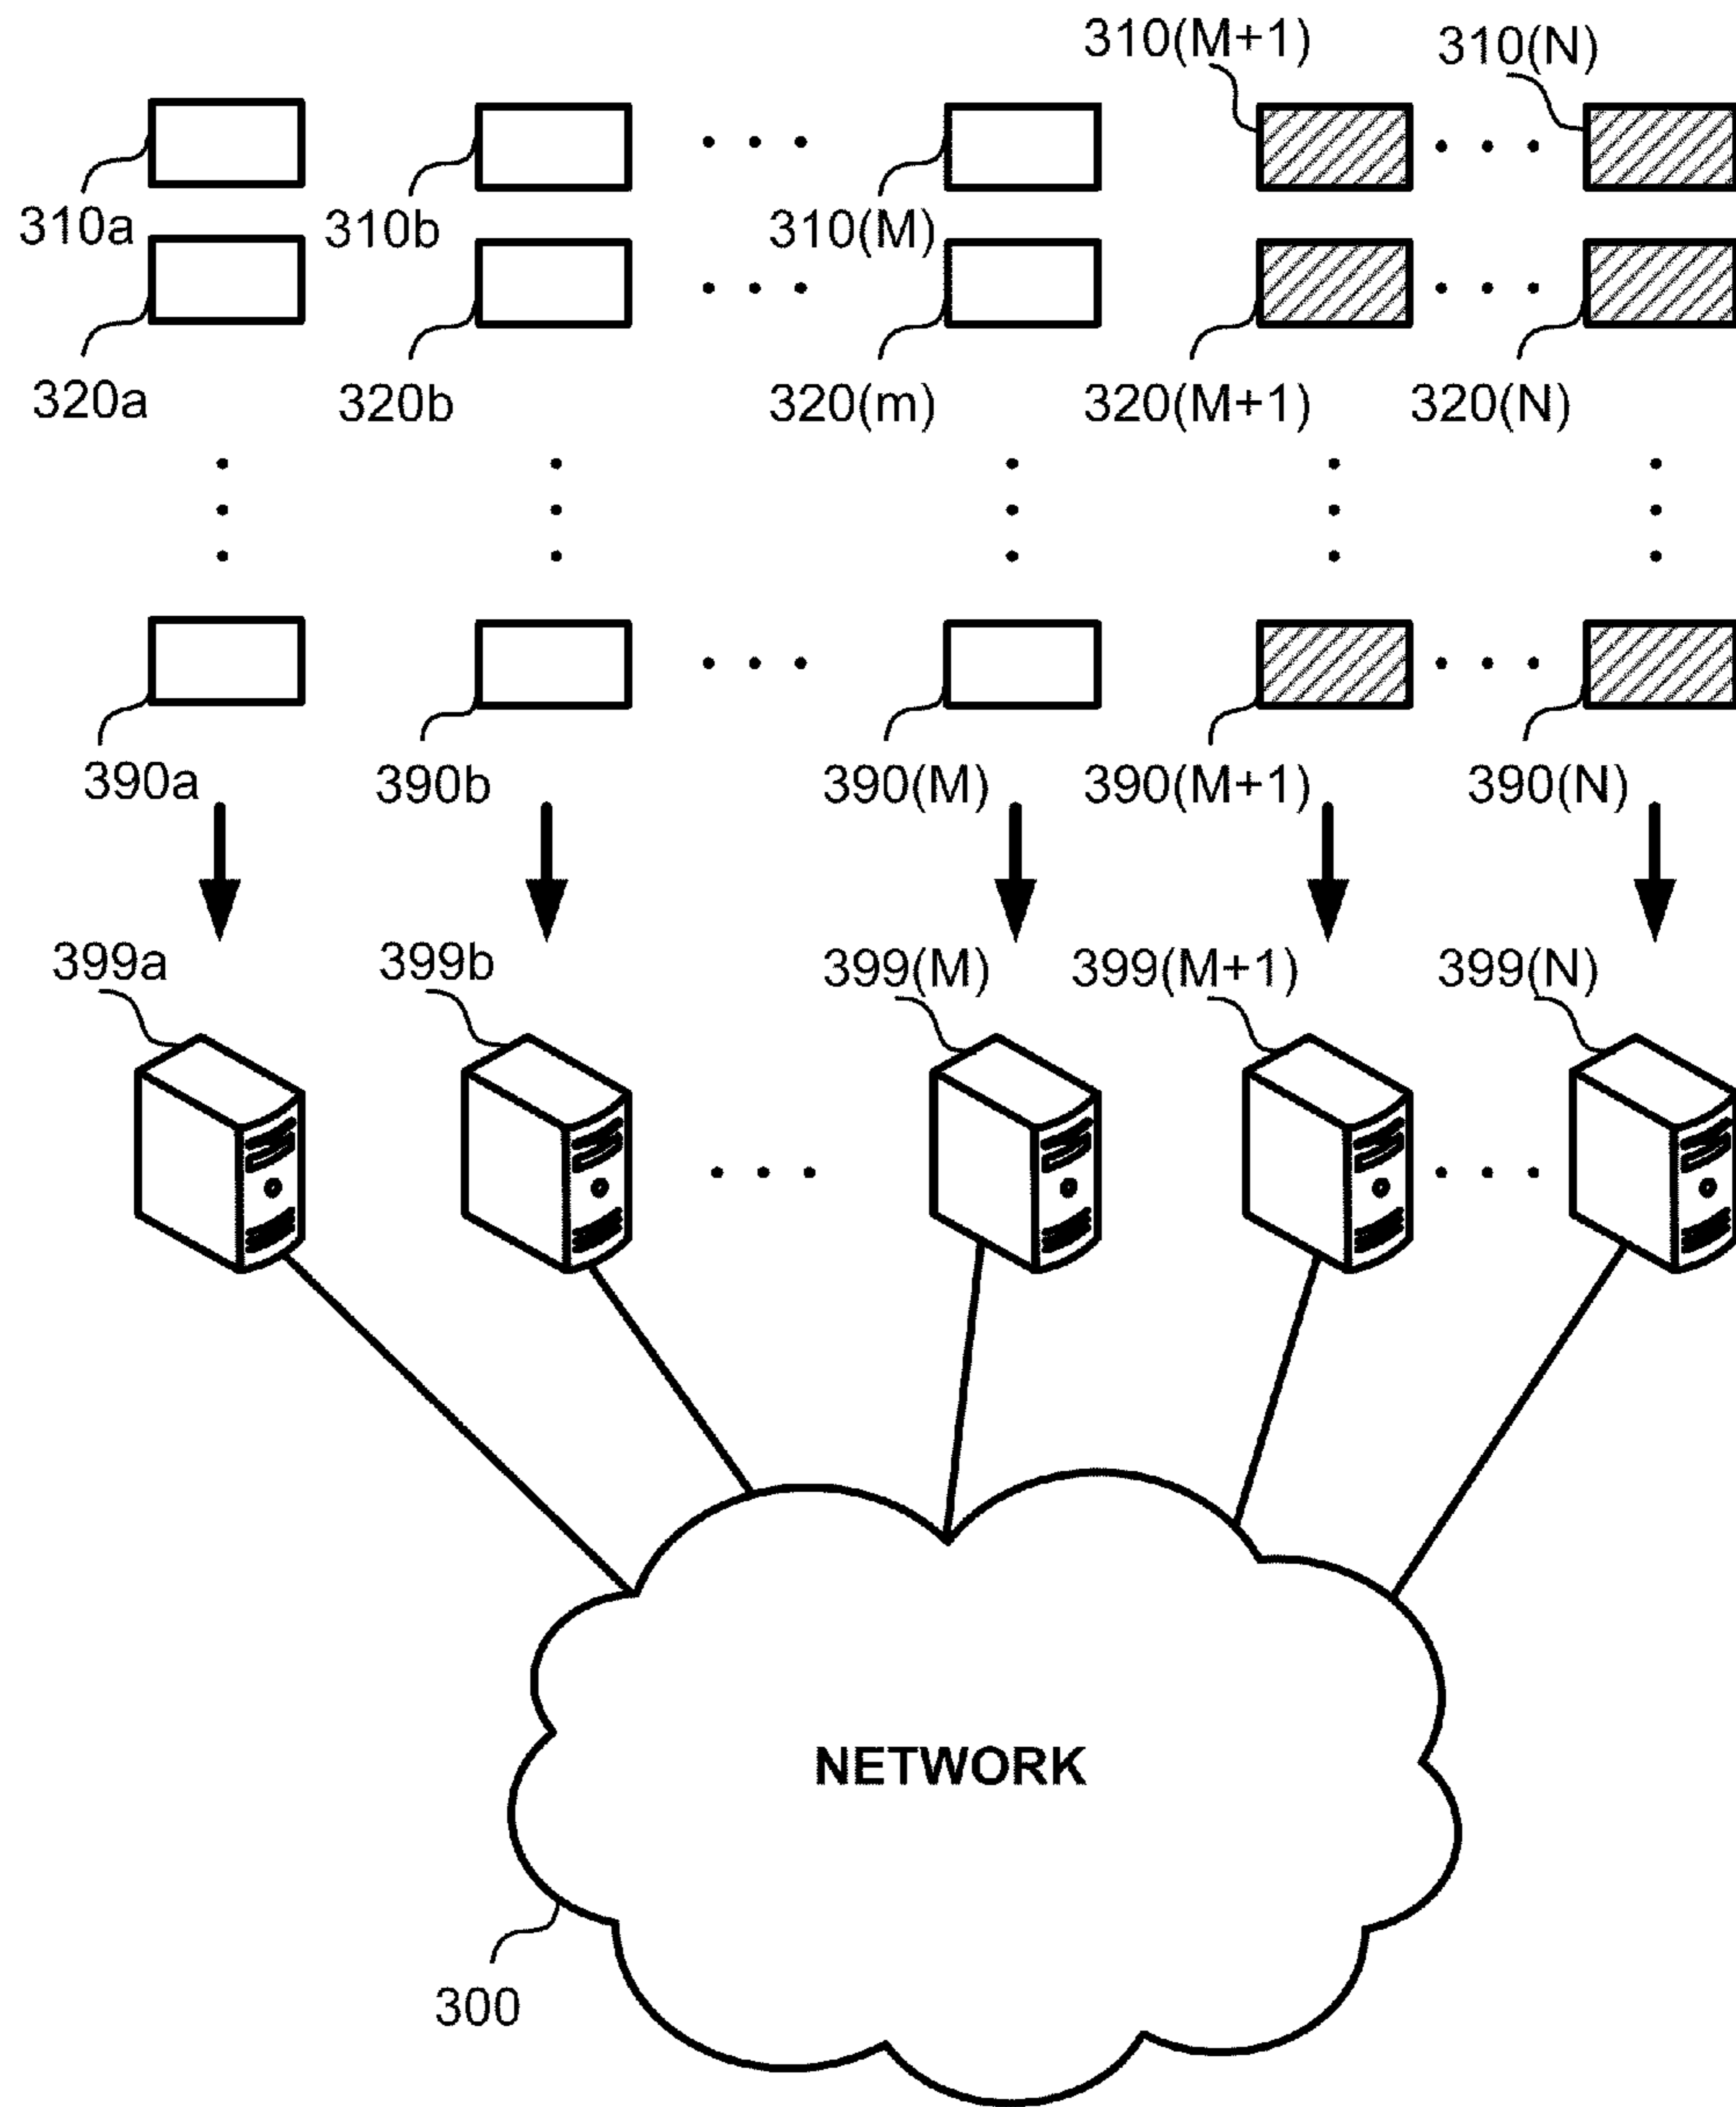 310(M+1) 310(N)
310a 310b 310(M)
320a 320b 320(m) 320(M+1) 320(N)
390a 390b 390(M) 390(M+1) 390(N)
399a 399b 399(M) 399(M+1) 399(N)
NETWORK
300